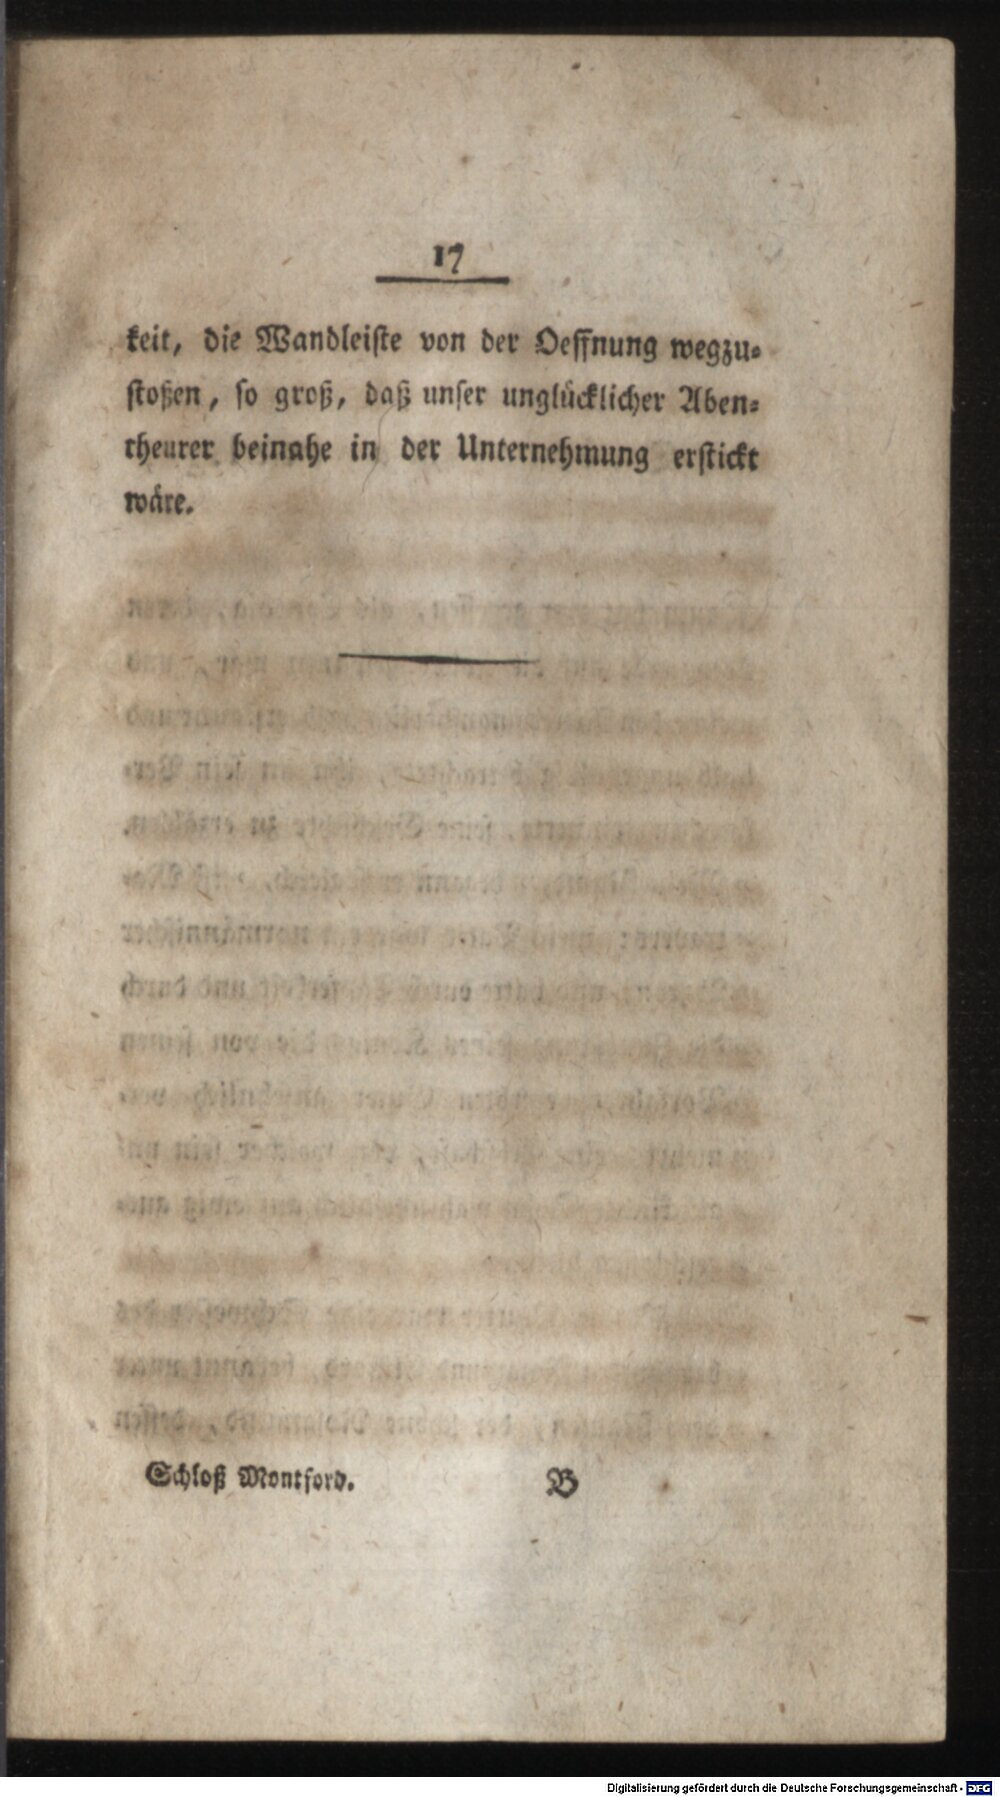 17
keit, die Wandleiste von der Oeffnung wegzu-
stoßen, so groß, daß unser unglücklicher Aben-
theurer beinahe in der Unternehmung erstickt
wäre.
Schloß Montford.
B
Digitalisierung gefördert durch die Deutsche Forschungsgemeinschaft - DFG